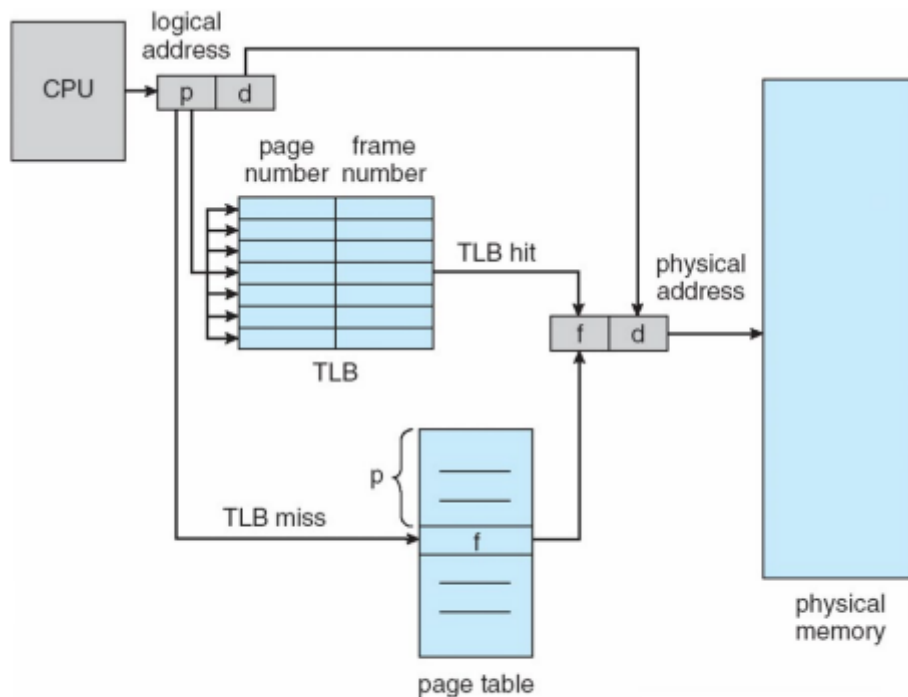 logical
address
CPU
p
d
page
number
frame
number
TLB hit
physical
address
f
d
TLB
p
TLB miss
f
physical
memory
page table